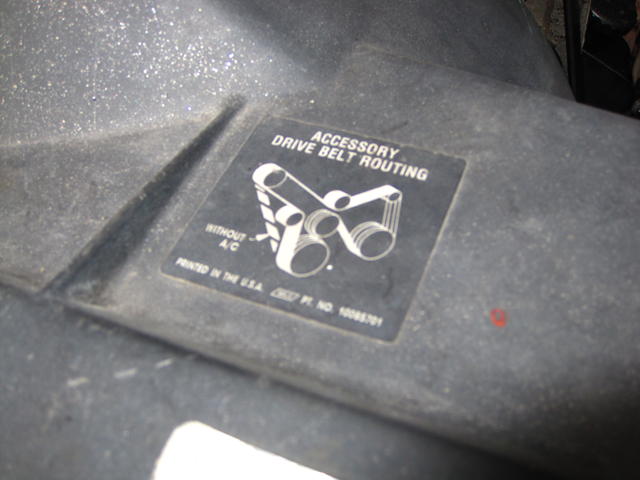 ACCESSORY
DRIVE BELT ROUTING
WITHOUT
A/C
PRINTED IN THE U.S.A. PT. NO. 10085701